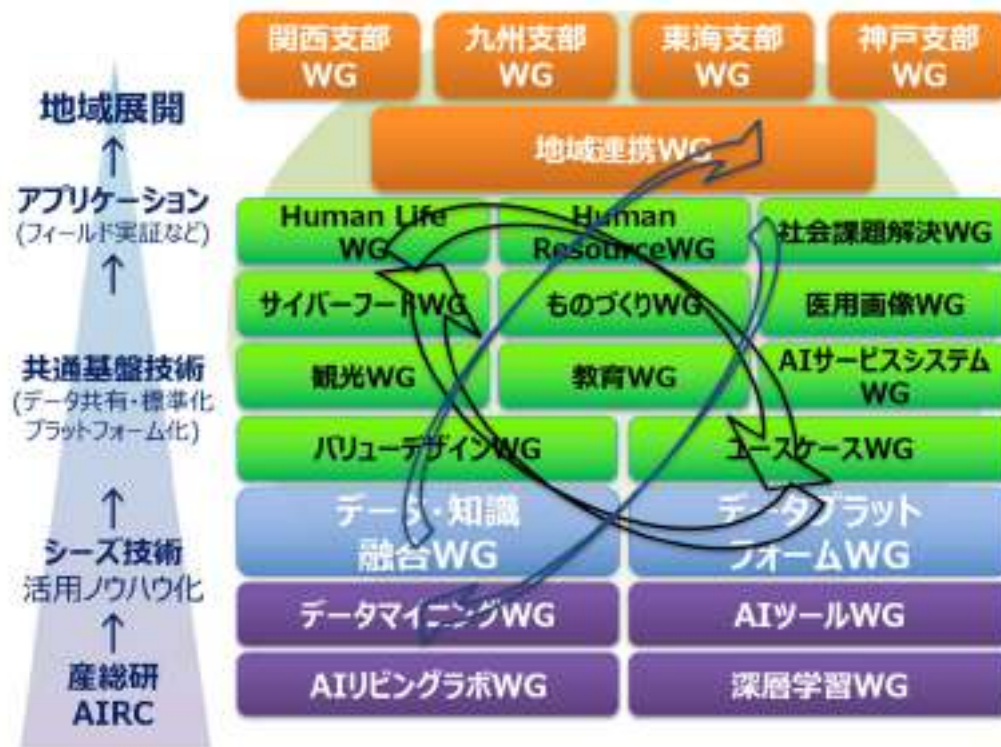 関西支部
WG
九州支部
WG
東海支部
WG
神戸支部
WG
地域展開
地域連携WG
アプリケーション
(フィールド実証など)
Human Life
WG
Human
ResourceWG
社会課題解決WG
サイバーフードWG
ものづくりWG
医用画像WG
共通基盤技術
(データ共有・標準化
プラットフォーム化)
観光WG
教育WG
AIサービスシステム
WG
バリューデザインWG
ユースケースWG
データ・知識
融合WG
データプラット
フォームWG
シーズ技術
活用ノウハウ化
データマイニングWG
AIツールWG
産総研
AIRC
AIリビングラボWG
深層学習WG